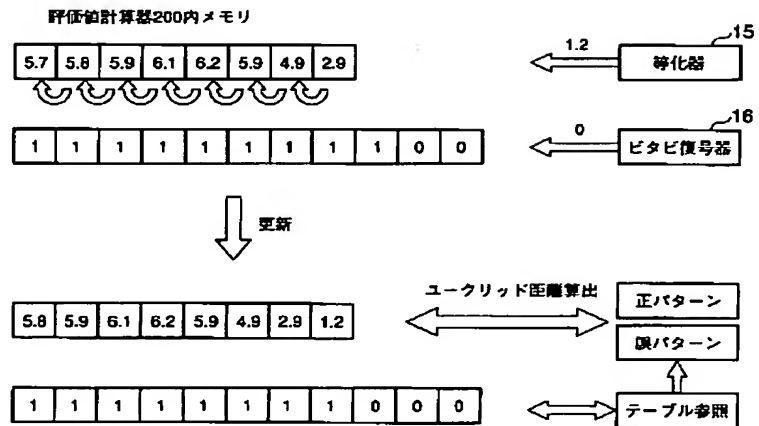 評価値計算器200内メモリ
5.7 5.8 5.9 6.1 6.2 5.9 4.9 2.9
1.2
等化器
15
1 1 1 1 1 1 1 1 1 0 0
0
ビタビ復号器
16
更新
5.8 5.9 6.1 6.2 5.9 4.9 2.9 1.2
ユークリッド距離算出
正パターン
誤パターン
1 1 1 1 1 1 1 1 0 0 0
テーブル参照